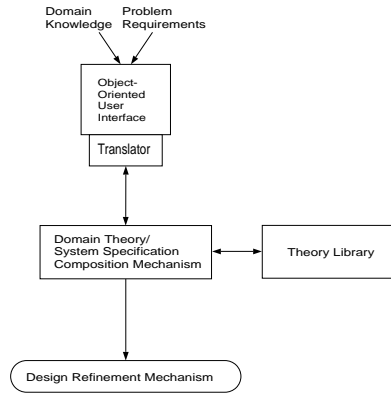 Domain Knowledge
Problem Requirements
Object-
Oriented
User
Interface
Translator
Domain Theory/
System Specification
Composition Mechanism
Theory Library
Design Refinement Mechanism